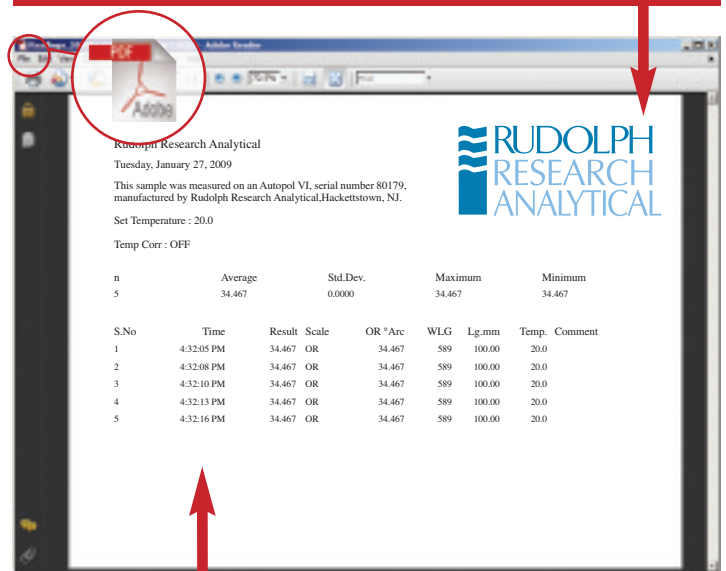 Adobe Reader
PDF
Adobe
Rudolph Research Analytical
Tuesday, January 27, 2009
This sample was measured on an Autopol VI, serial number 80179,
manufactured by Rudolph Research Analytical,Hackettstown, NJ.
Set Temperature : 20.0
Temp Corr : OFF
RUDOLPH
RESEARCH
ANALYTICAL
n Average Std.Dev. Maximum Minimum
5 34.467 0.0000 34.467 34.467
S.No Time Result Scale OR °Arc WLG Lg.mm Temp. Comment
1 4:32:05 PM 34.467 OR 34.467 589 100.00 20.0
2 4:32:08 PM 34.467 OR 34.467 589 100.00 20.0
3 4:32:10 PM 34.467 OR 34.467 589 100.00 20.0
4 4:32:13 PM 34.467 OR 34.467 589 100.00 20.0
5 4:32:16 PM 34.467 OR 34.467 589 100.00 20.0